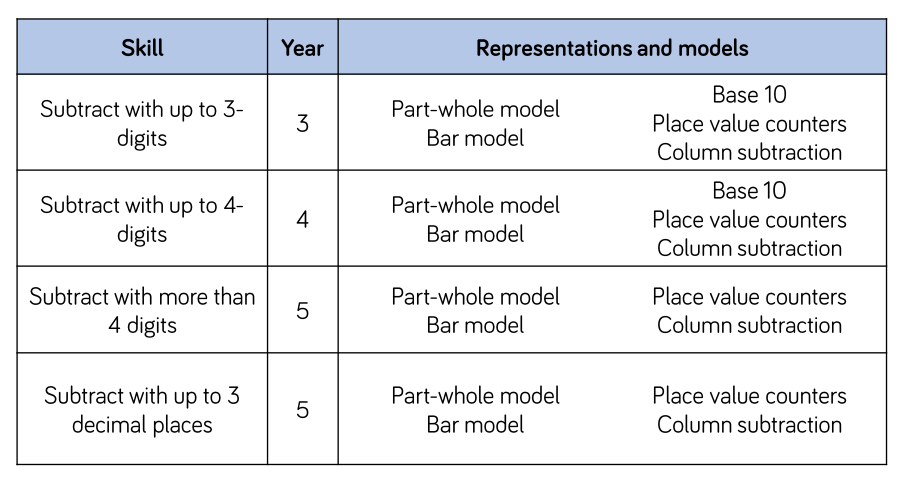 Skill Year Representations and models
Subtract with up to 3-
digits
3
Part-whole model
Bar model
Base 10
Place value counters
Column subtraction
Subtract with up to 4-
digits
4
Part-whole model
Bar model
Base 10
Place value counters
Column subtraction
Subtract with more than
4 digits
5
Part-whole model
Bar model
Place value counters
Column subtraction
Subtract with up to 3
decimal places
5
Part-whole model
Bar model
Place value counters
Column subtraction